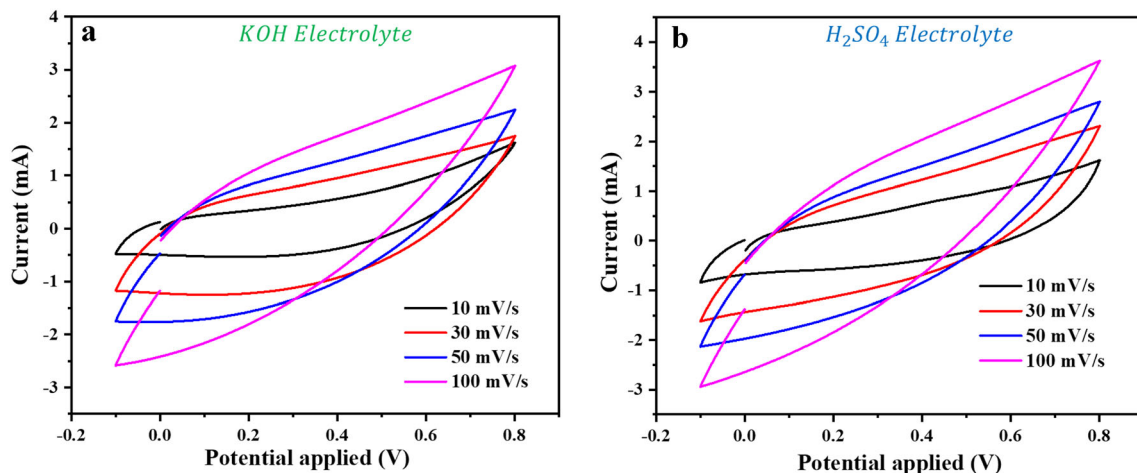 a
KOH Electrolyte
Current (mA)
4
3
2
1
0
-1
-2
-3
10 mV/s
30 mV/s
50 mV/s
100 mV/s
-0.2
0.0
0.2
0.4
0.6
0.8
Potential applied (V)
b
H₂SO₄ Electrolyte
Current (mA)
4
3
2
1
0
-1
-2
-3
10 mV/s
30 mV/s
50 mV/s
100 mV/s
-0.2
0.0
0.2
0.4
0.6
0.8
Potential applied (V)